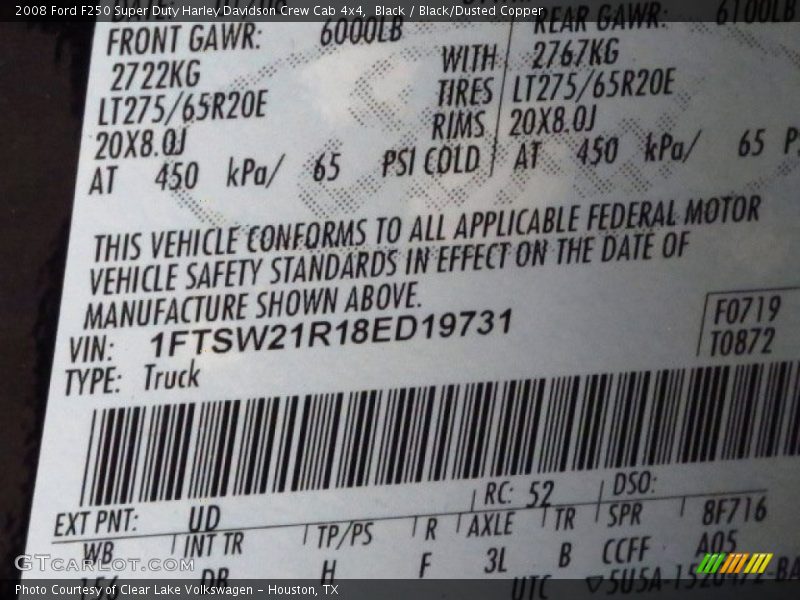 2008 Ford F250 Super Duty Harley Davidson Crew Cab 4x4, Black / Black/Dusted Copper
FRONT GAWR: 6000LB
2722KG
LT275/65R20E
20X8.0J
AT 450 kPa/ 65 PSI COLD
WITH
TIRES
RIMS
REAR GAWR: 6100LB
2767KG
LT275/65R20E
20X8.0J
AT 450 kPa/ 65
THIS VEHICLE CONFORMS TO ALL APPLICABLE FEDERAL MOTOR
VEHICLE SAFETY STANDARDS IN EFFECT ON THE DATE OF
MANUFACTURE SHOWN ABOVE.
VIN: 1FTSW21R18ED19731
TYPE: Truck
F0719
T0872
EXT PNT: UD RC: 52 DSO:
WB INT TR TP/PS R AXLE TR SPR 8F716
H F 3L B CCFF A05
UTC
GTCarlot.com
Photo Courtesy of Clear Lake Volkswagen - Houston, TX